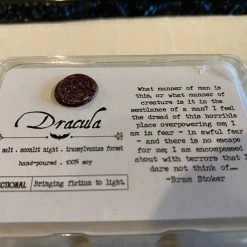 What manner of man is
this, or what manner of
creature is it in the
semblance of a man? I feel
the dread of this horrible
place overpowering me; I
am in fear - in awful fear
- and there is no escape
for me; I am encompassed
about with terrors that I
dare not think of...
-Bram Stoker
Dracula
melt . moonlit night . transylvanian forest
hand-poured . 100% soy
CTIONAL Bringing fiction to light.